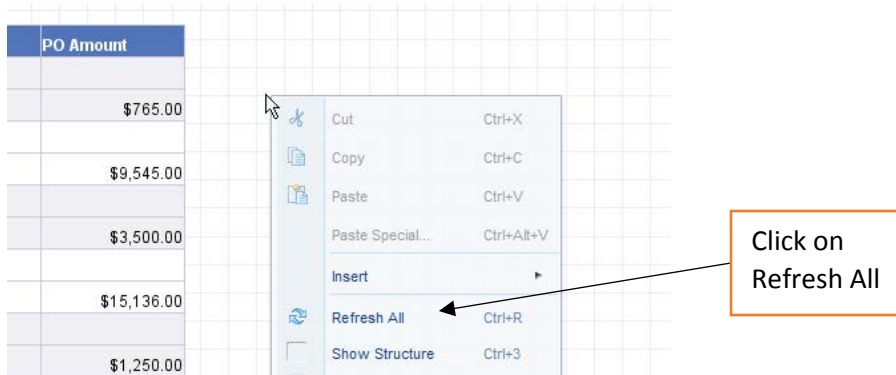 PO Amount
$765.00
$9,545.00
$3,500.00
$15,136.00
$1,250.00
Cut Ctrl+X
Copy Ctrl+C
Paste Ctrl+V
Paste Special... Ctrl+Alt+V
Insert
Refresh All Ctrl+R
Show Structure Ctrl+3
Click on
Refresh All